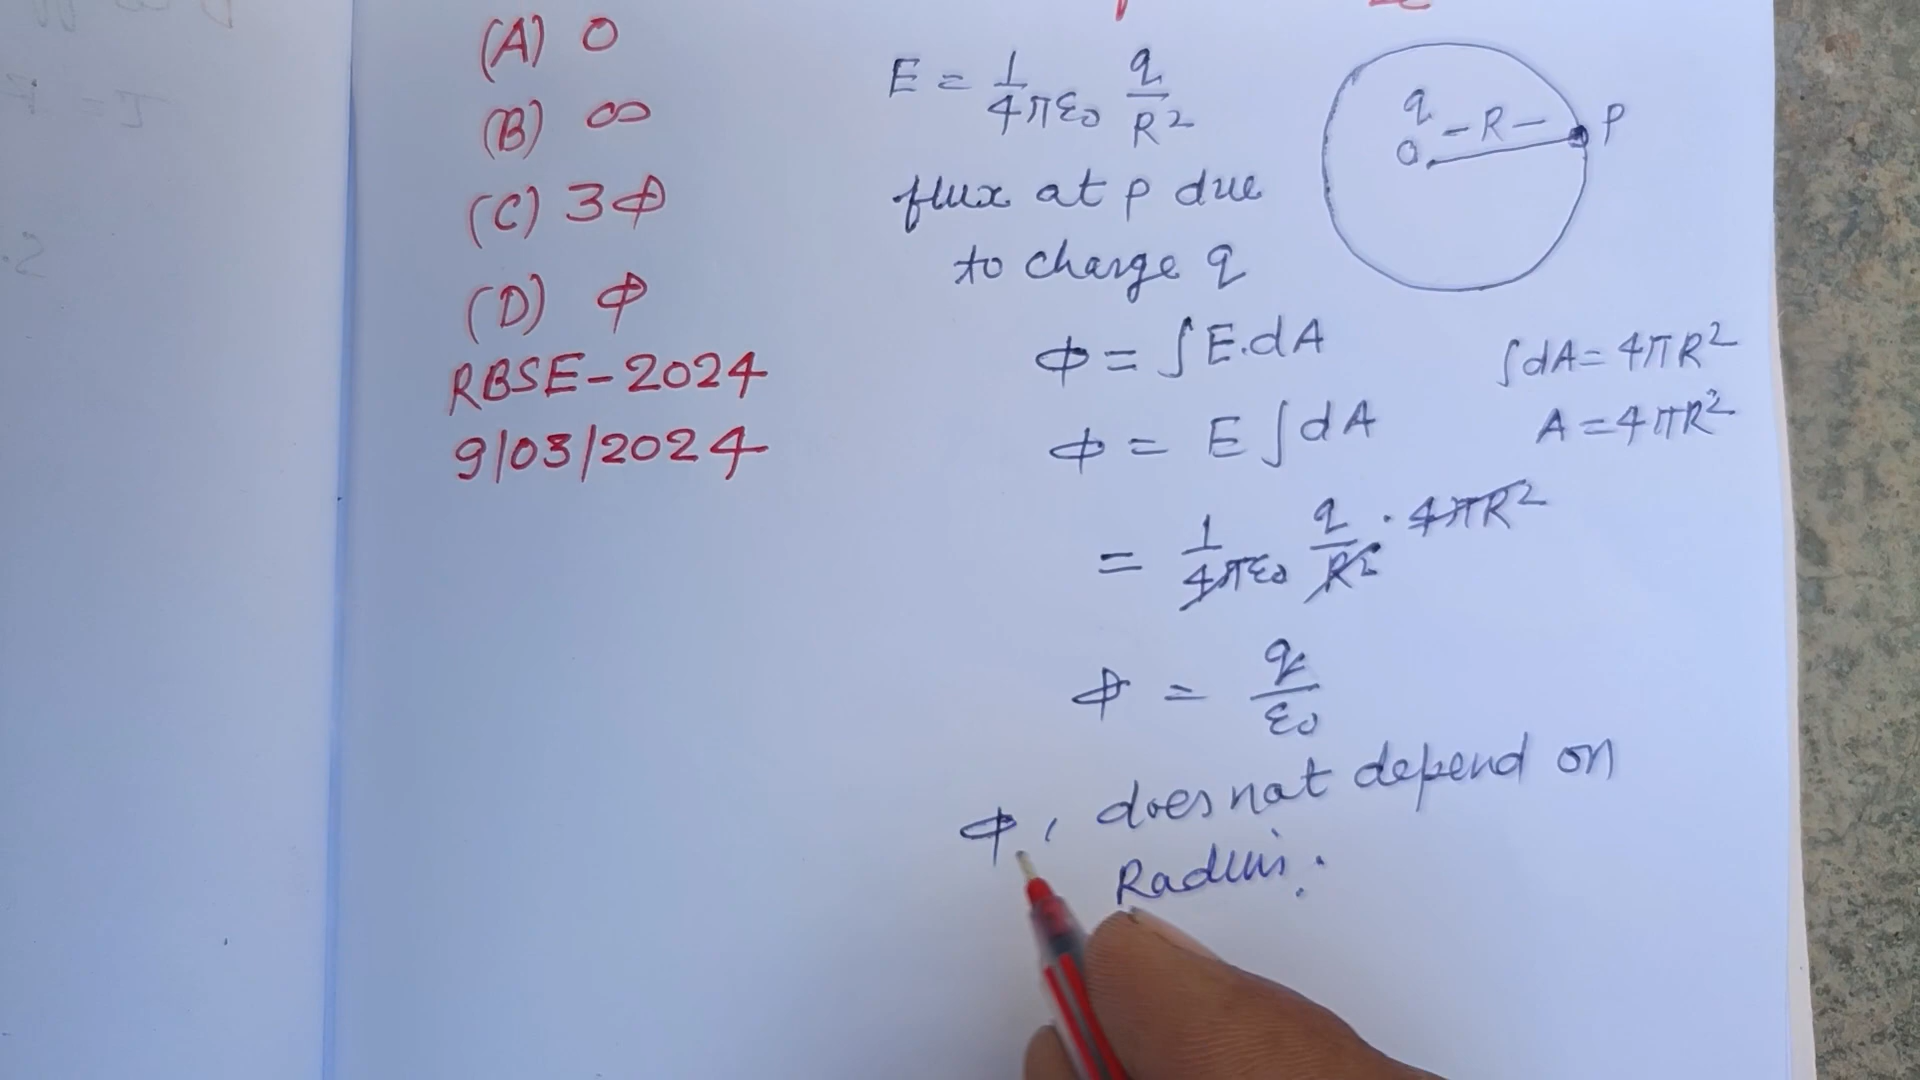 (A) 0
(B) ∞
(C) 3Φ
(D) Φ
RBSE-2024
9/03/2024
E = 1/4πε0 q/R²
flux at P due
to charge q
Φ = ∫E.dA
Φ = E ∫dA
= 1/4πε0 q/R² . 4πR²
Φ = q/ε0
Φ, does not depend on
Radius.
q
O -R- P
∫dA = 4πR²
A = 4πR²